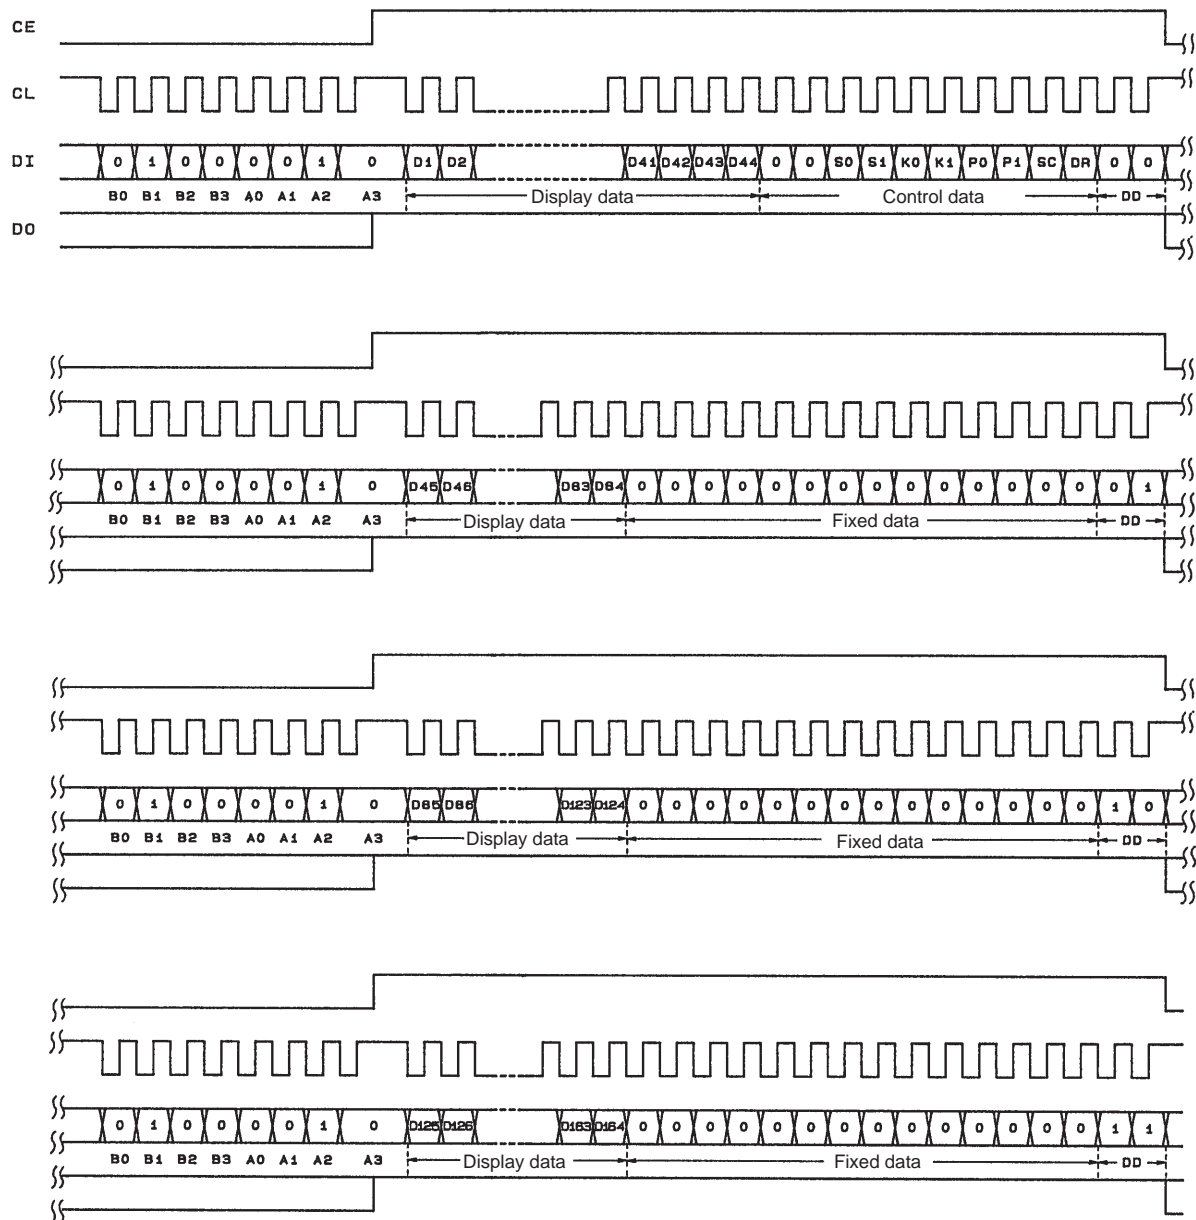 CE
CL
DI 0 1 0 0 0 0 1 0 D1 D2 D41 D42 D43 D44 0 0 S0 S1 K0 K1 P0 P1 SC DR 0 0
B0 B1 B2 B3 A0 A1 A2 A3 Display data Control data DD
DO
0 1 0 0 0 0 1 0 D45 D46 D83 D84 0 0 0 0 0 0 0 0 0 0 0 0 0 0 0 1
B0 B1 B2 B3 A0 A1 A2 A3 Display data Fixed data DD
0 1 0 0 0 0 1 0 D85 D86 D123 D124 0 0 0 0 0 0 0 0 0 0 0 0 0 0 1 0
B0 B1 B2 B3 A0 A1 A2 A3 Display data Fixed data DD
0 1 0 0 0 0 1 0 D125 D126 D163 D164 0 0 0 0 0 0 0 0 0 0 0 0 0 0 1 1
B0 B1 B2 B3 A0 A1 A2 A3 Display data Fixed data DD